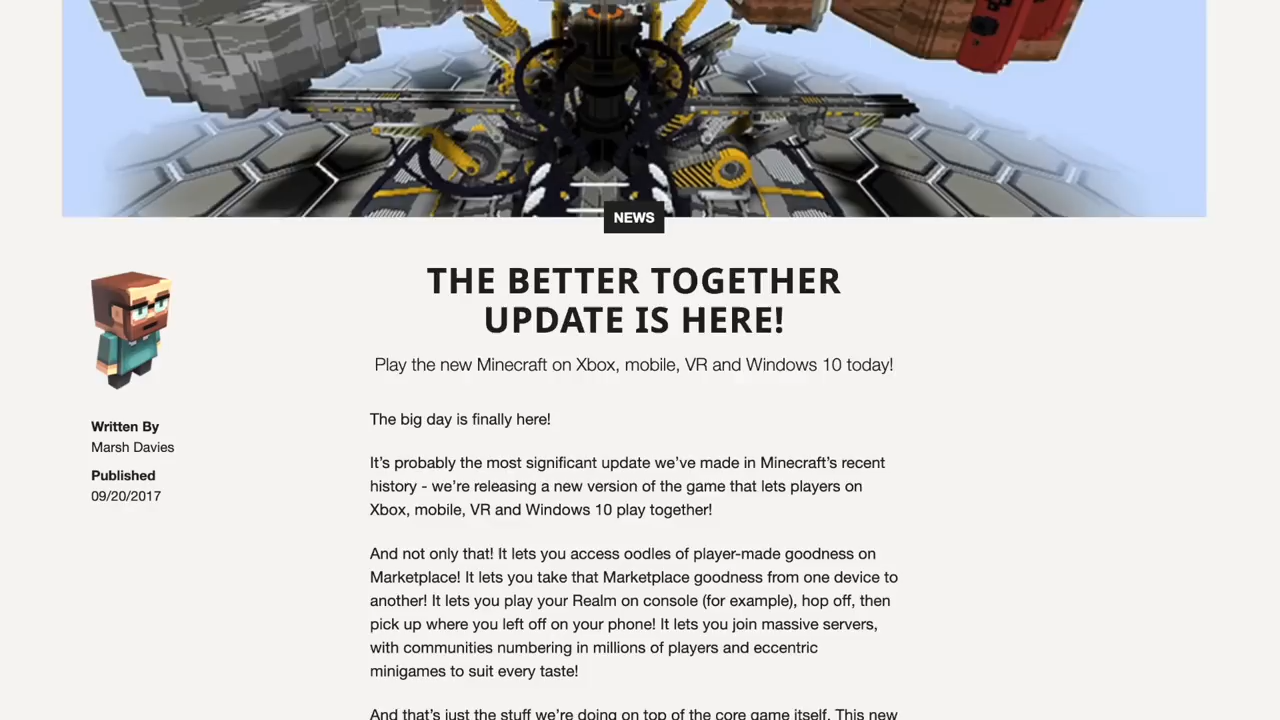 NEWS
THE BETTER TOGETHER
UPDATE IS HERE!
Play the new Minecraft on Xbox, mobile, VR and Windows 10 today!
Written By
Marsh Davies
Published
09/20/2017
The big day is finally here!
It’s probably the most significant update we’ve made in Minecraft’s recent
history - we’re releasing a new version of the game that lets players on
Xbox, mobile, VR and Windows 10 play together!
And not only that! It lets you access oodles of player-made goodness on
Marketplace! It lets you take that Marketplace goodness from one device to
another! It lets you play your Realm on console (for example), hop off, then
pick up where you left off on your phone! It lets you join massive servers,
with communities numbering in millions of players and eccentric
minigames to suit every taste!
And that’s just the stuff we’re doing on top of the core game itself. This new